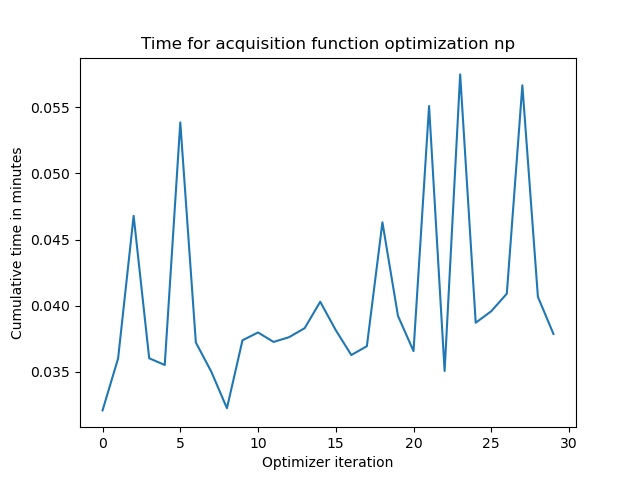 Time for acquisition function optimization np
Cumulative time in minutes
0.055
0.050
0.045
0.040
0.035
0 5 10 15 20 25 30
Optimizer iteration